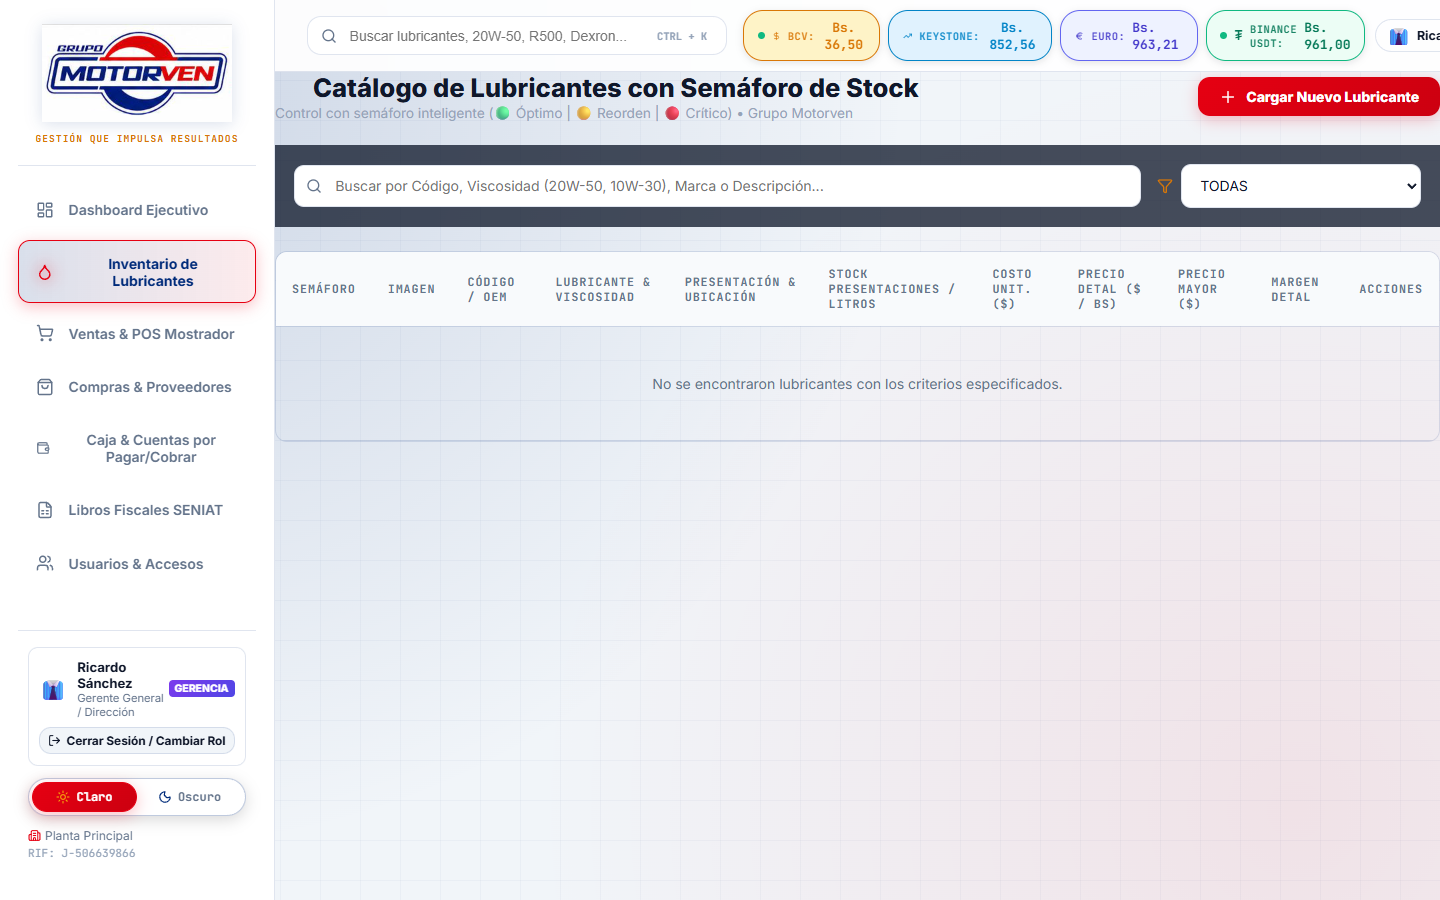 GRUPO
MOTORVEN
GESTIÓN QUE IMPULSA RESULTADOS
Dashboard Ejecutivo
Inventario de
Lubricantes
Ventas & POS Mostrador
Compras & Proveedores
Caja & Cuentas por
Pagar/Cobrar
Libros Fiscales SENIAT
Usuarios & Accesos
Ricardo
Sánchez
Gerente General
/ Dirección
GERENCIA
Cerrar Sesión / Cambiar Rol
Claro
Oscuro
Planta Principal
RIF: J-506639866
Buscar lubricantes, 20W-50, R500, Dexron...
CTRL + K
$ BCV: Bs. 36,50
KEYSTONE: Bs. 852,56
€ EURO: Bs. 963,21
₮ BINANCE USDT: Bs. 961,00
Rica
Catálogo de Lubricantes con Semáforo de Stock
Control con semáforo inteligente ( Óptimo | Reorden | Crítico) • Grupo Motorven
Cargar Nuevo Lubricante
Buscar por Código, Viscosidad (20W-50, 10W-30), Marca o Descripción...
TODAS
SEMÁFORO
IMAGEN
CÓDIGO
/ OEM
LUBRICANTE &
VISCOSIDAD
PRESENTACIÓN &
UBICACIÓN
STOCK
PRESENTACIONES /
LITROS
COSTO
UNIT.
($)
PRECIO
DETAL ($
/ BS)
PRECIO
MAYOR
($)
MARGEN
DETAL
ACCIONES
No se encontraron lubricantes con los criterios especificados.